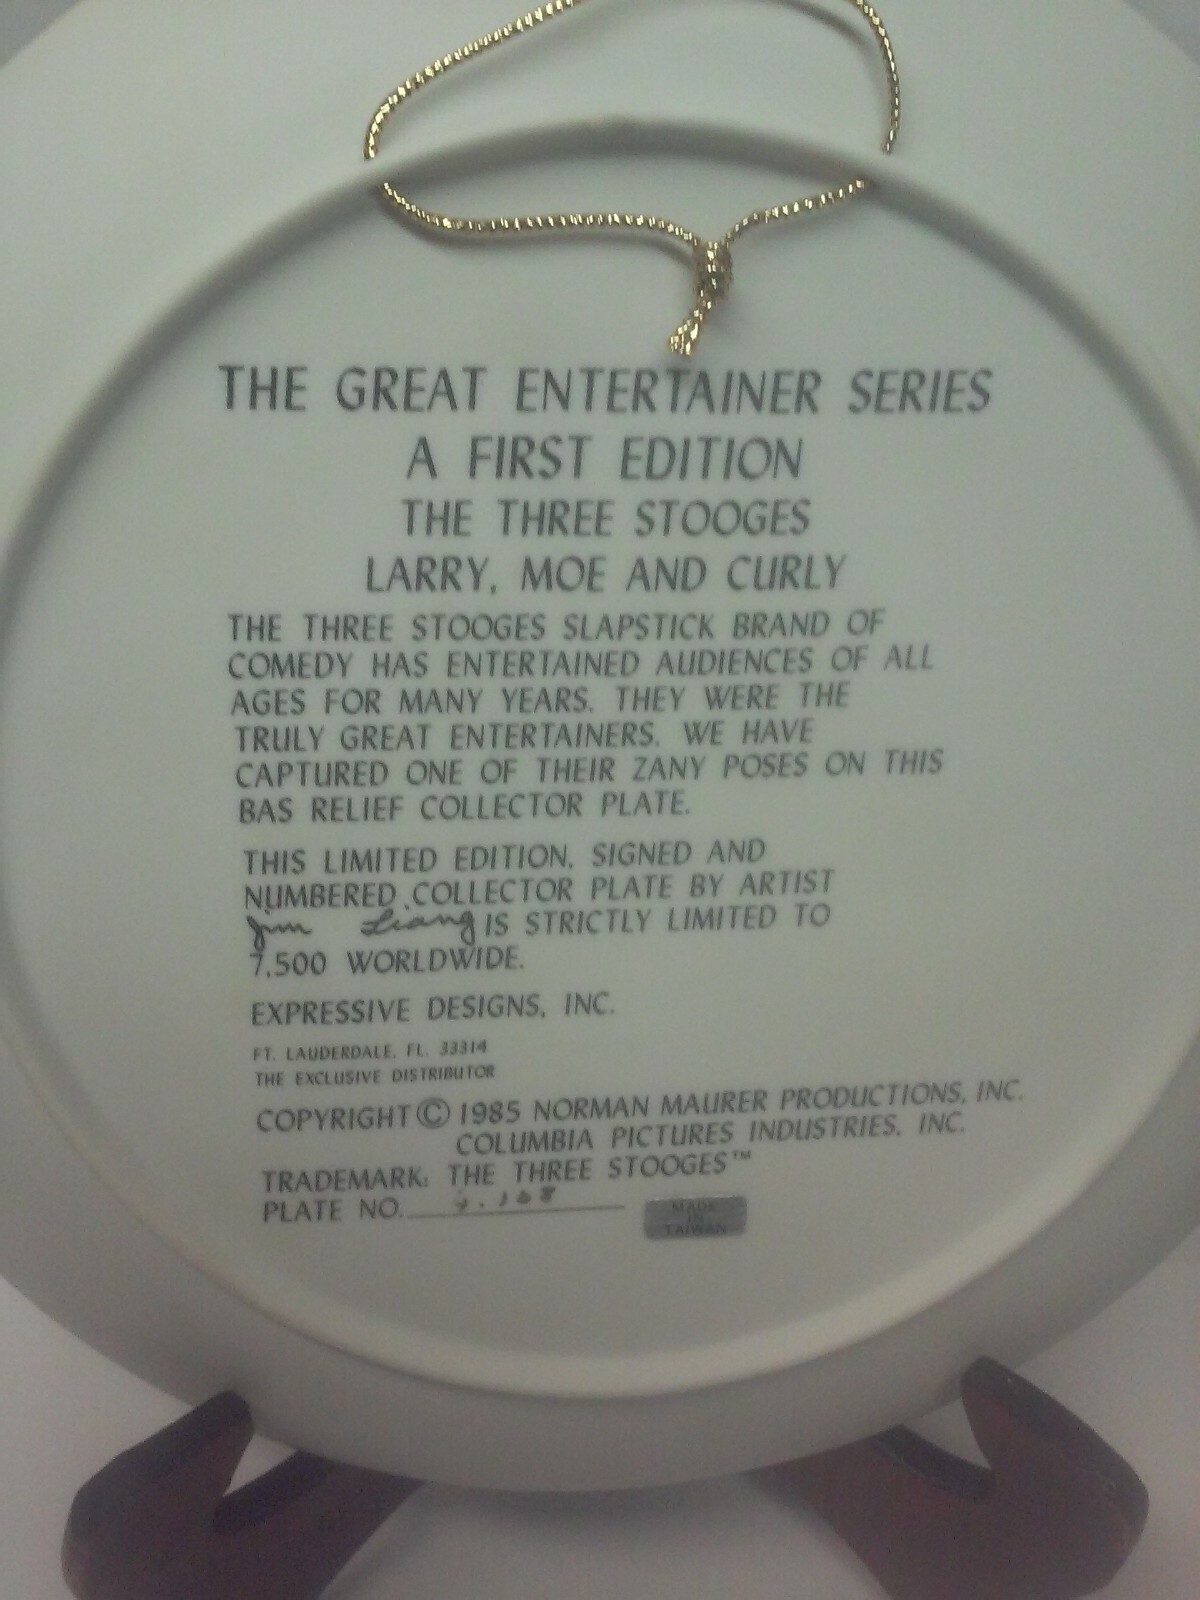 THE GREAT ENTERTAINER SERIES
A FIRST EDITION
THE THREE STOOGES
LARRY, MOE AND CURLY
THE THREE STOOGES SLAPSTICK BRAND OF
COMEDY HAS ENTERTAINED AUDIENCES OF ALL
AGES FOR MANY YEARS. THEY WERE THE
TRULY GREAT ENTERTAINERS. WE HAVE
CAPTURED ONE OF THEIR ZANY POSES ON THIS
BAS RELIEF COLLECTOR PLATE.
THIS LIMITED EDITION, SIGNED AND
NUMBERED COLLECTOR PLATE BY ARTIST
Jim Liang IS STRICTLY LIMITED TO
7,500 WORLDWIDE.
EXPRESSIVE DESIGNS, INC.
FT. LAUDERDALE, FL. 33314
THE EXCLUSIVE DISTRIBUTOR
COPYRIGHT © 1985 NORMAN MAURER PRODUCTIONS, INC.
COLUMBIA PICTURES INDUSTRIES, INC.
TRADEMARK: THE THREE STOOGES™
PLATE NO.
MADE
IN
TAIWAN